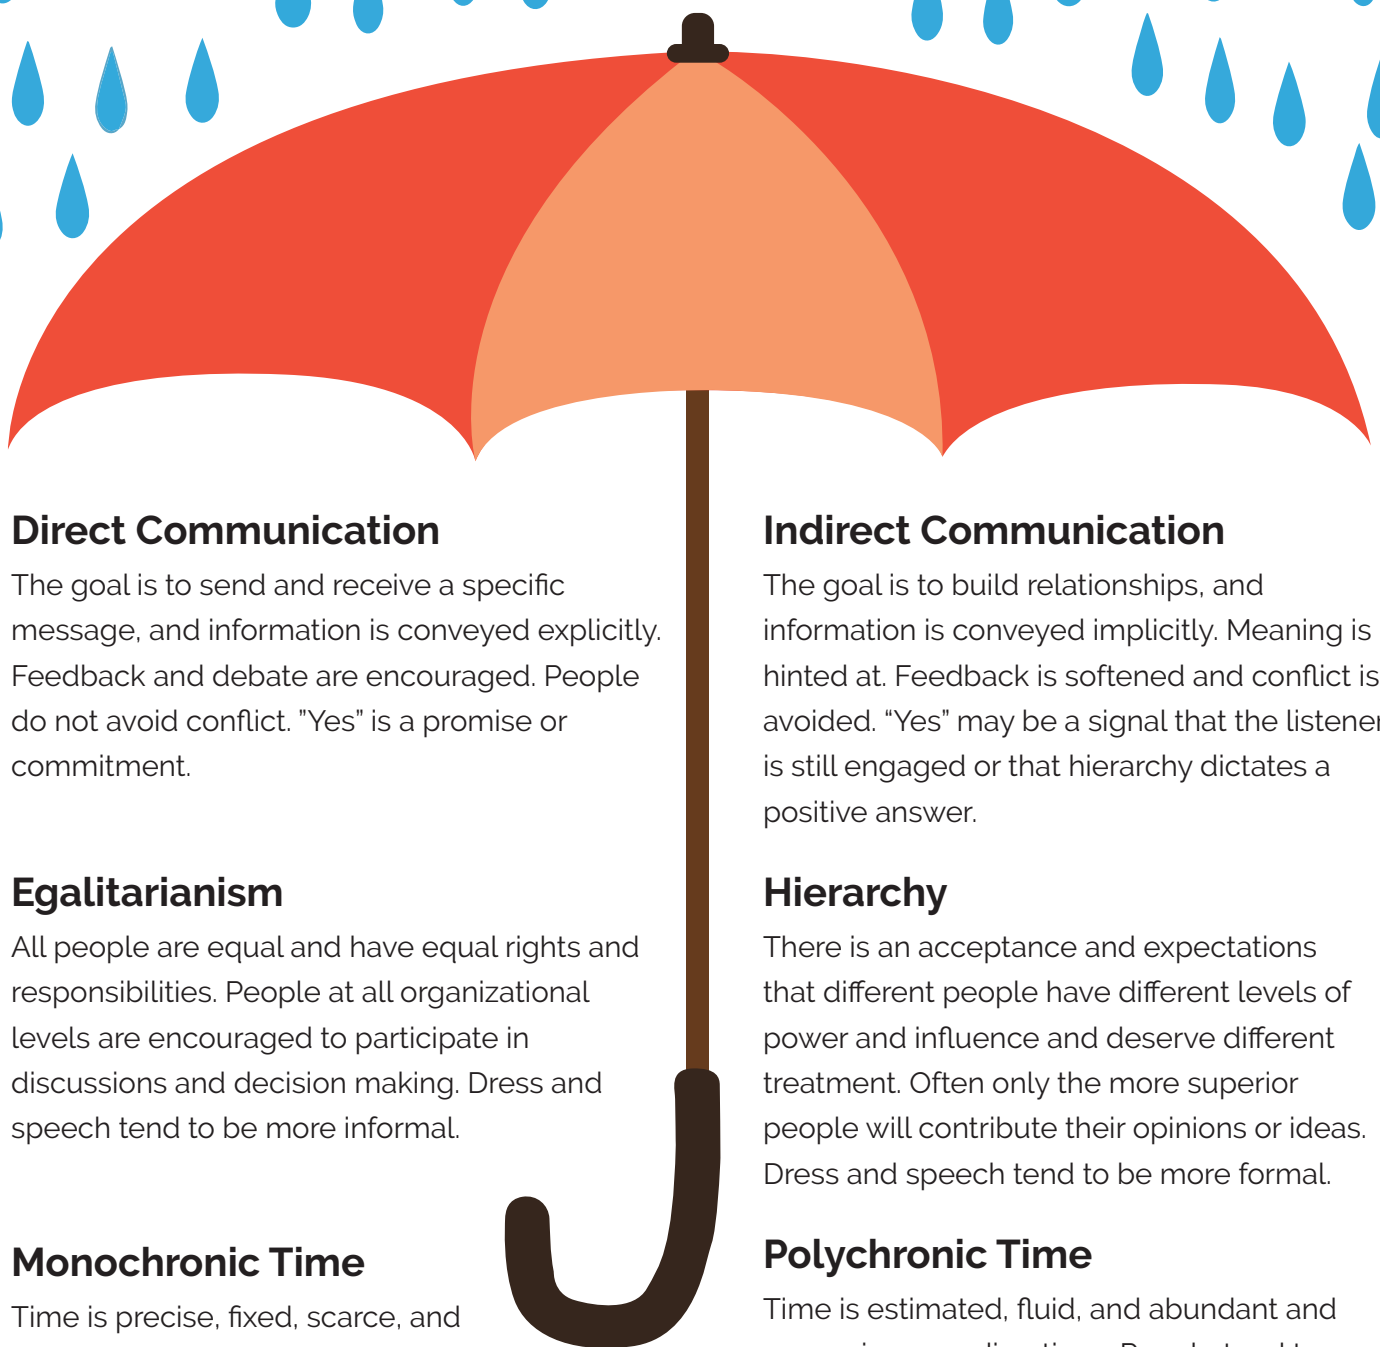 Direct Communication
The goal is to send and receive a specific
message, and information is conveyed explicitly.
Feedback and debate are encouraged. People
do not avoid conflict. ”Yes” is a promise or
commitment.
Egalitarianism
All people are equal and have equal rights and
responsibilities. People at all organizational
levels are encouraged to participate in
discussions and decision making. Dress and
speech tend to be more informal.
Monochronic Time
Time is precise, fixed, scarce, and
Indirect Communication
The goal is to build relationships, and
information is conveyed implicitly. Meaning is
hinted at. Feedback is softened and conflict is
avoided. “Yes” may be a signal that the listener
is still engaged or that hierarchy dictates a
positive answer.
Hierarchy
There is an acceptance and expectations
that different people have different levels of
power and influence and deserve different
treatment. Often only the more superior
people will contribute their opinions or ideas.
Dress and speech tend to be more formal.
Polychronic Time
Time is estimated, fluid, and abundant and